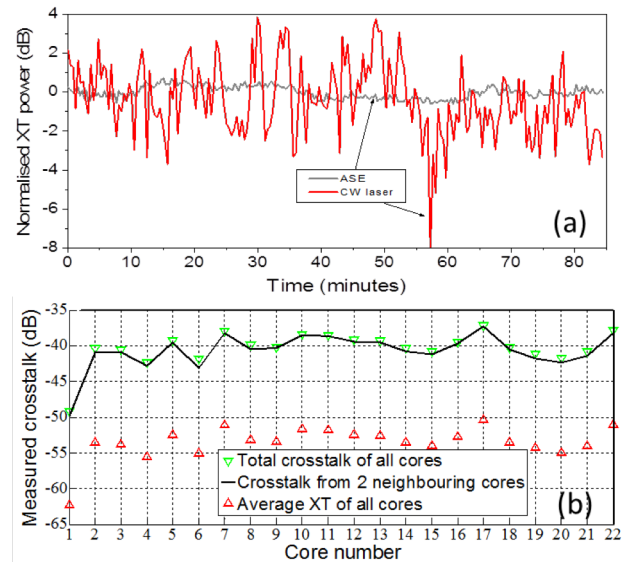 Normalised XT power (dB)
4
2
0
-2
-4
-6
-8
ASE
CW laser
(a)
0 10 20 30 40 50 60 70 80
Time (minutes)
Measured crosstalk (dB)
-35
-40
-45
-50
-55
-60
-65
(b)
Total crosstalk of all cores
Crosstalk from 2 neighbouring cores
Average XT of all cores
1 2 3 4 5 6 7 8 9 10 11 12 13 14 15 16 17 18 19 20 21 22
Core number